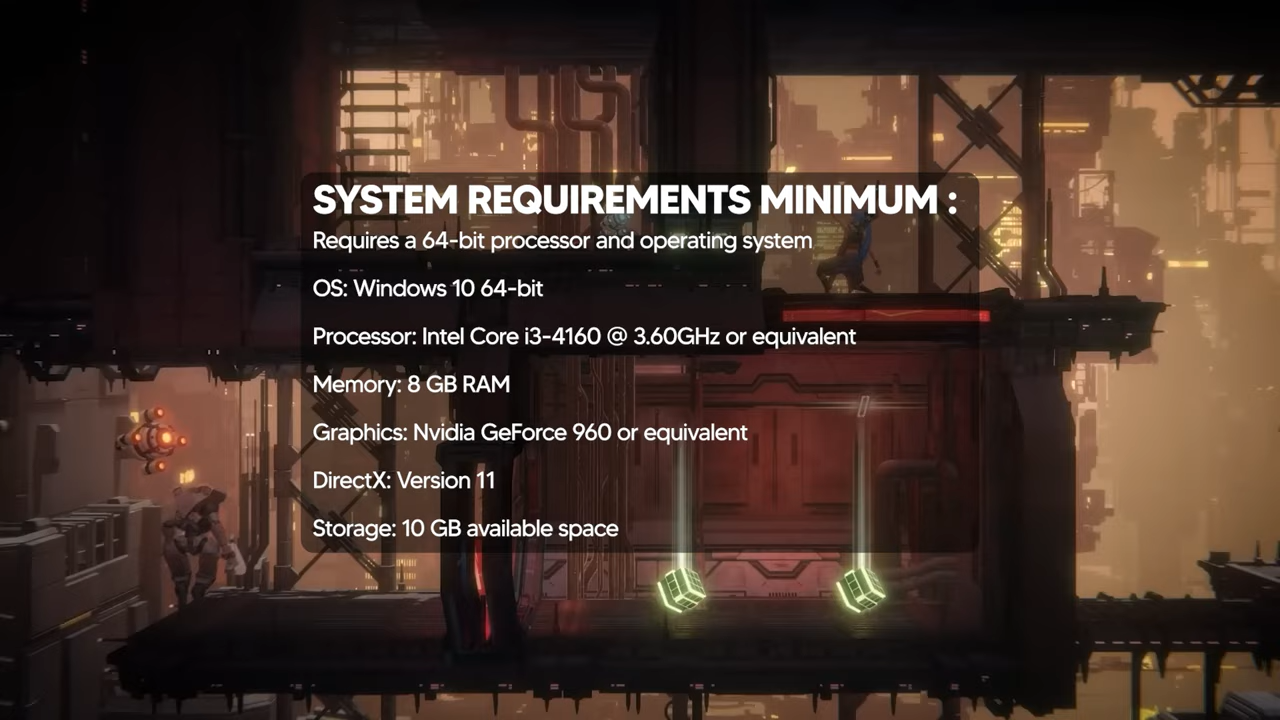 SYSTEM REQUIREMENTS MINIMUM :
Requires a 64-bit processor and operating system
OS: Windows 10 64-bit
Processor: Intel Core i3-4160 @ 3.60GHz or equivalent
Memory: 8 GB RAM
Graphics: Nvidia GeForce 960 or equivalent
DirectX: Version 11
Storage: 10 GB available space